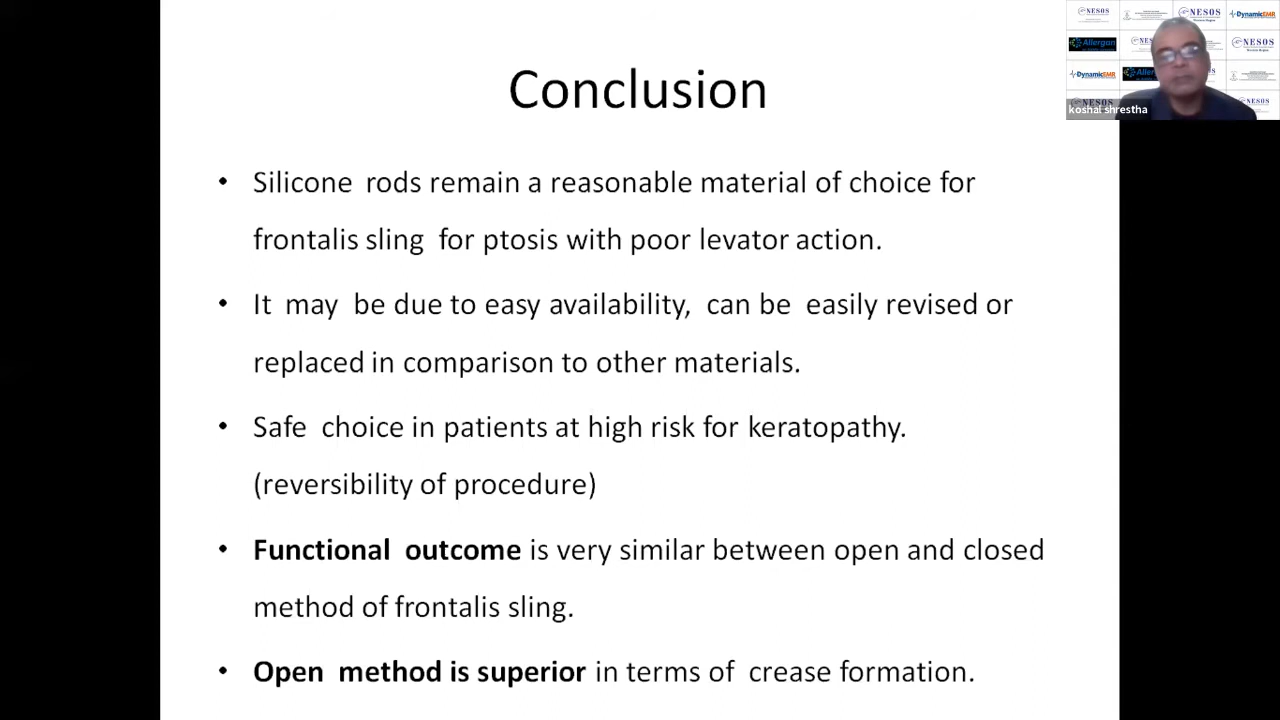 Conclusion
• Silicone rods remain a reasonable material of choice for
frontalis sling for ptosis with poor levator action.
• It may be due to easy availability, can be easily revised or
replaced in comparison to other materials.
• Safe choice in patients at high risk for keratopathy.
(reversibility of procedure)
• Functional outcome is very similar between open and closed
method of frontalis sling.
• Open method is superior in terms of crease formation.
NESOS
NESOS
DynamicEMR
Allergan
NESOS
DynamicEMR
koshal shrestha